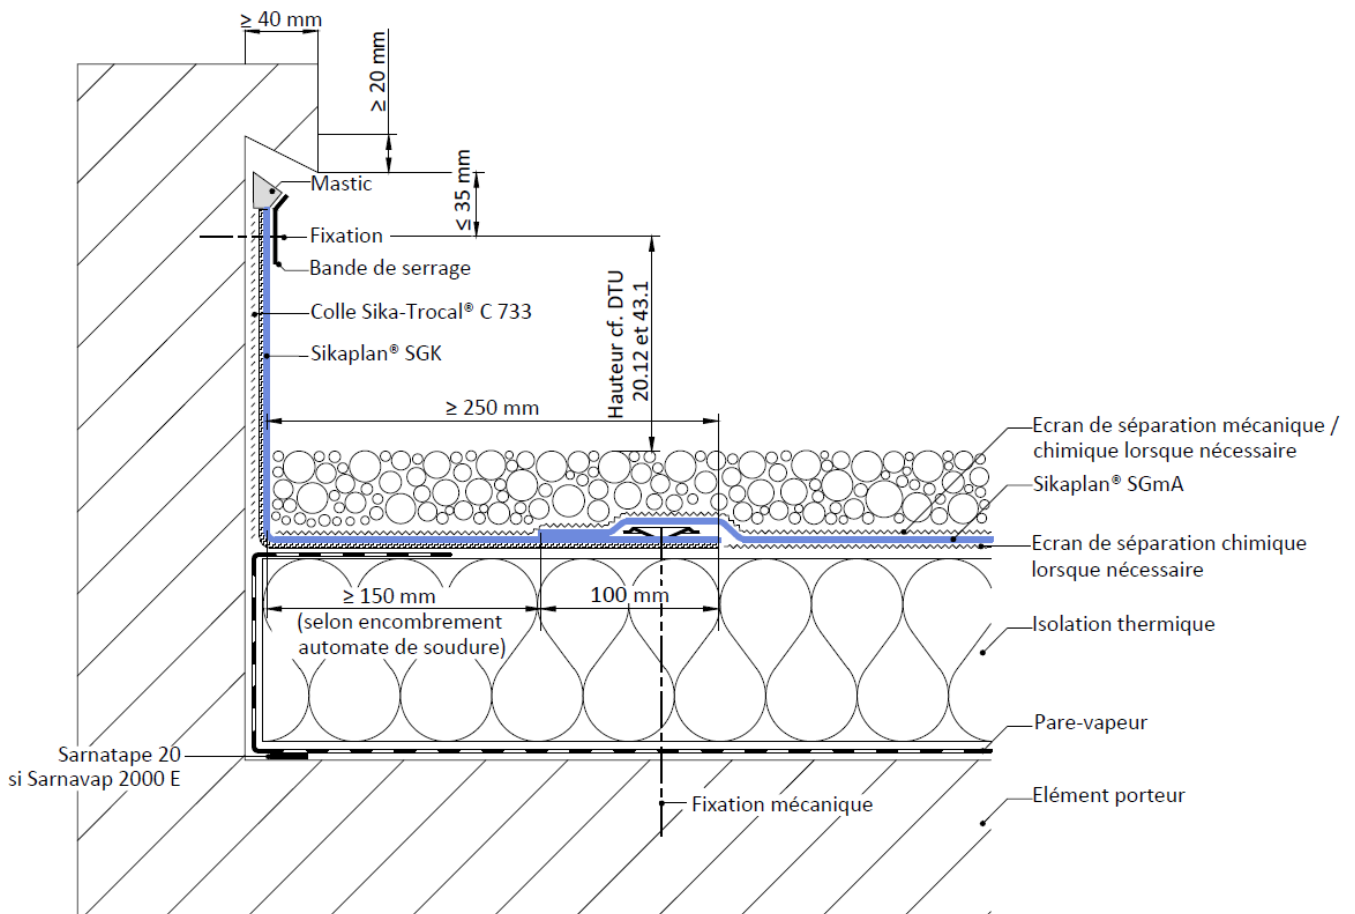 ≥ 40 mm
≥ 20 mm
≤ 35 mm
Mastic
Fixation
Bande de serrage
Colle Sika-Trocal® C 733
Sikaplan® SGK
Hauteur cf. DTU
20.12 et 43.1
≥ 250 mm
Ecran de séparation mécanique /
chimique lorsque nécessaire
Sikaplan® SGmA
Ecran de séparation chimique
lorsque nécessaire
≥ 150 mm
(selon encombrement
automate de soudure)
100 mm
Isolation thermique
Pare-vapeur
Sarnatape 20
si Sarnavap 2000 E
Fixation mécanique
Elément porteur